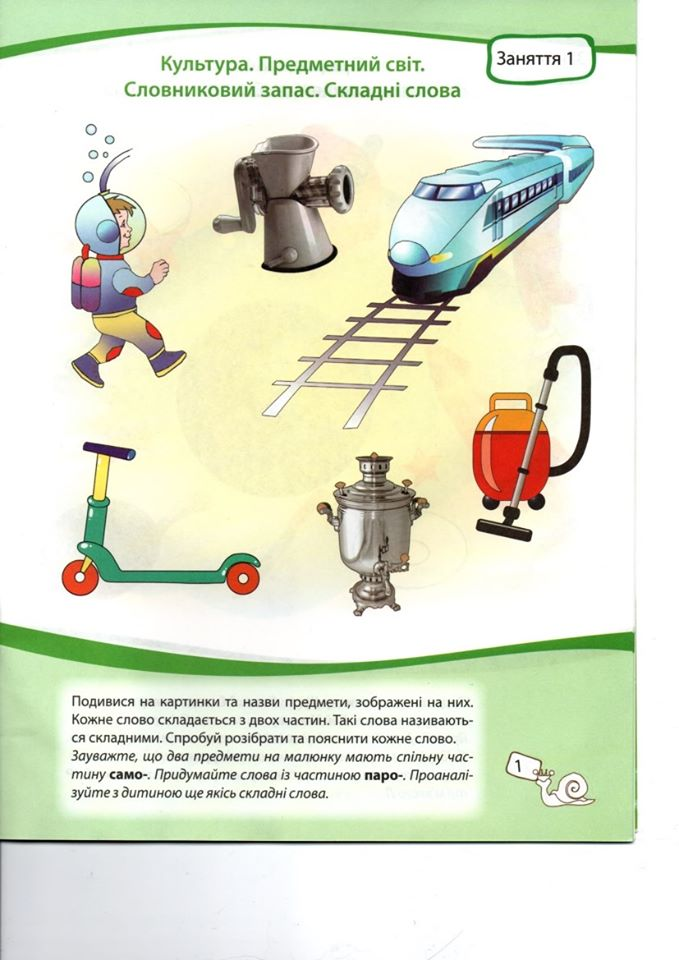 Заняття 1
Культура. Предметний світ.
Словниковий запас. Складні слова
Подивися на картинки та назви предмети, зображені на них.
Кожне слово складається з двох частин. Такі слова називають-
ся складними. Спробуй розібрати та пояснити кожне слово.
Зауважте, що два предмети на малюнку мають спільну час-
тину само-. Придумайте слова із частиною паро-. Проаналі-
зуйте з дитиною ще якісь складні слова.
1